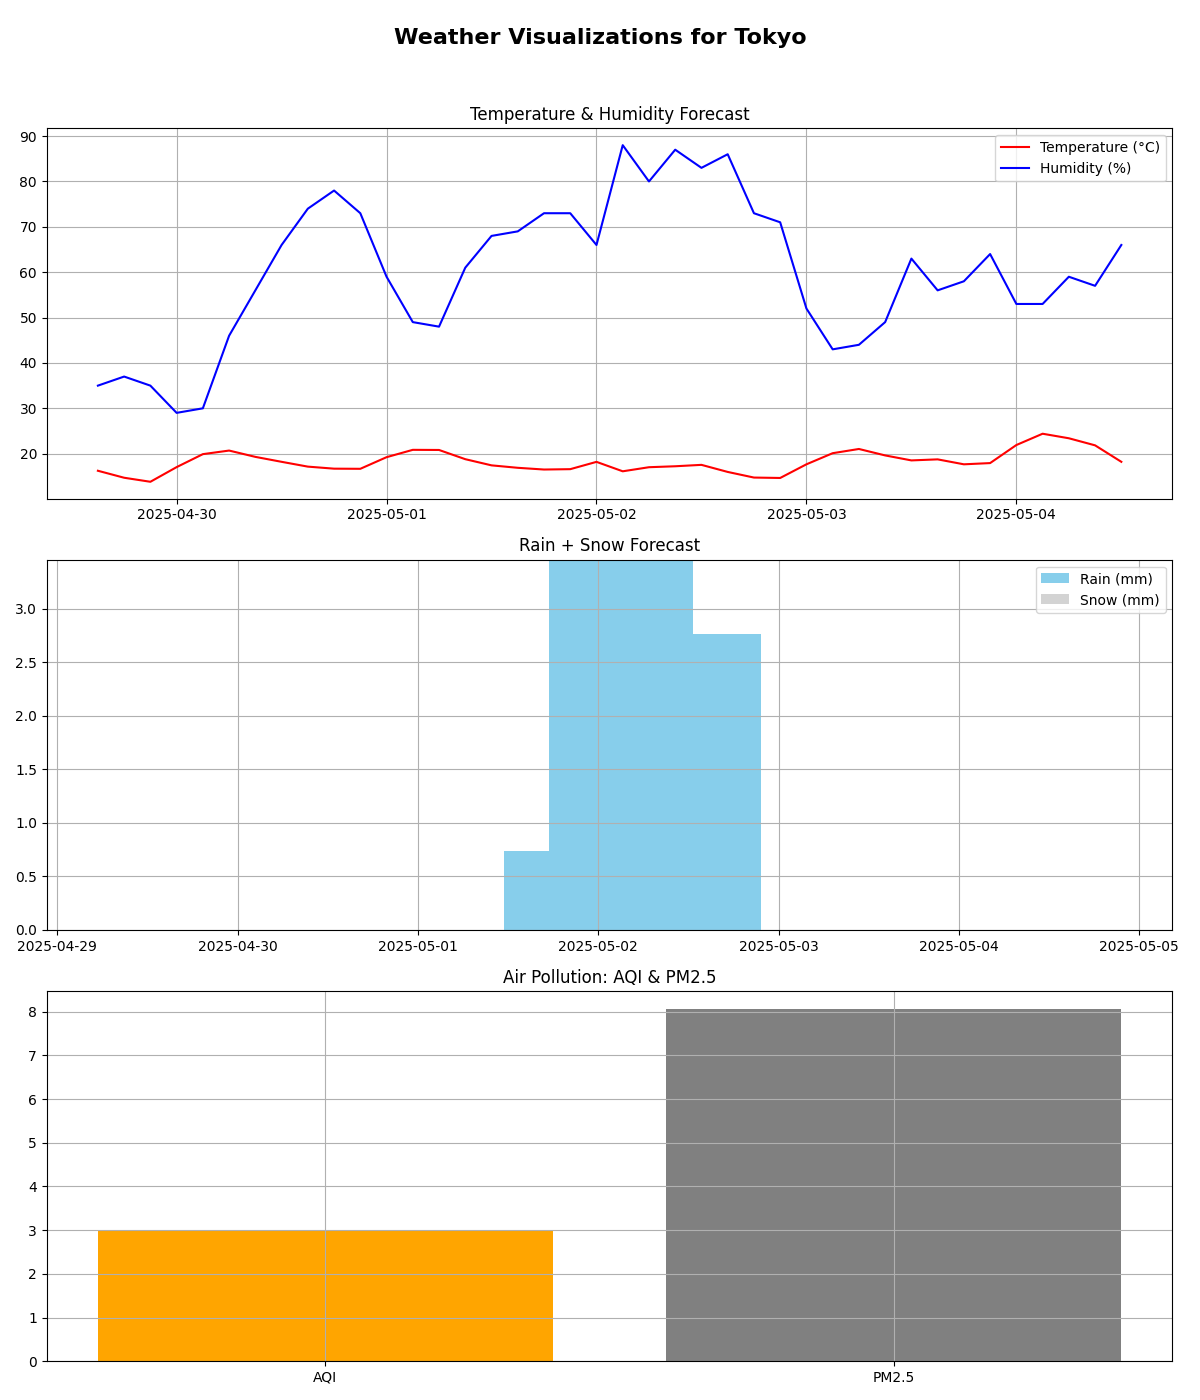 Weather Visualizations for Tokyo
Temperature & Humidity Forecast
90
80
70
60
50
40
30
20
Temperature (°C)
Humidity (%)
2025-04-30 2025-05-01 2025-05-02 2025-05-03 2025-05-04
Rain + Snow Forecast
3.0
2.5
2.0
1.5
1.0
0.5
0.0
Rain (mm)
Snow (mm)
2025-04-29 2025-04-30 2025-05-01 2025-05-02 2025-05-03 2025-05-04 2025-05-05
Air Pollution: AQI & PM2.5
8
7
6
5
4
3
2
1
0
AQI PM2.5